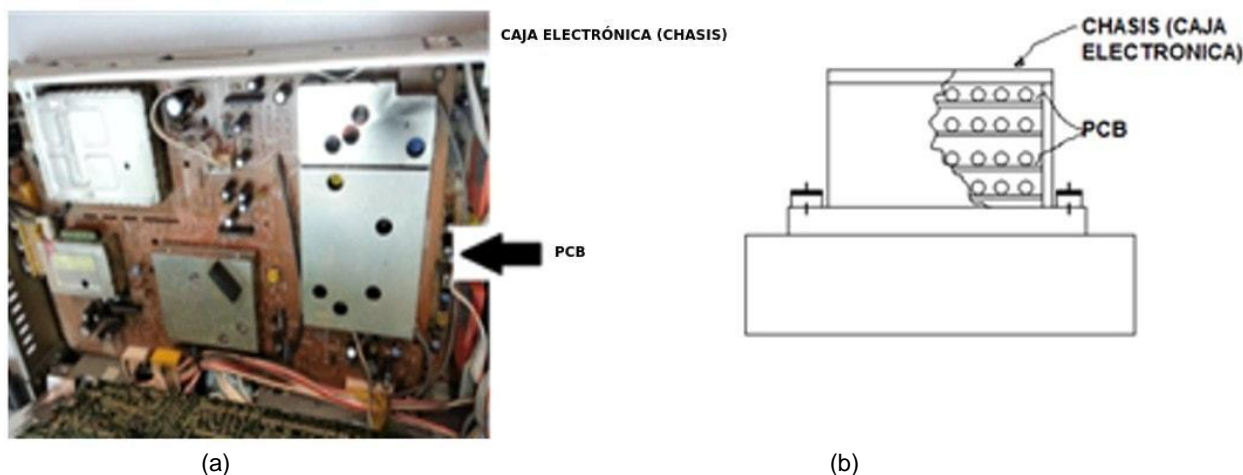 CAJA ELECTRÓNICA (CHASIS)
PCB
CHASIS (CAJA
ELECTRONICA)
PCB
(a)
(b)